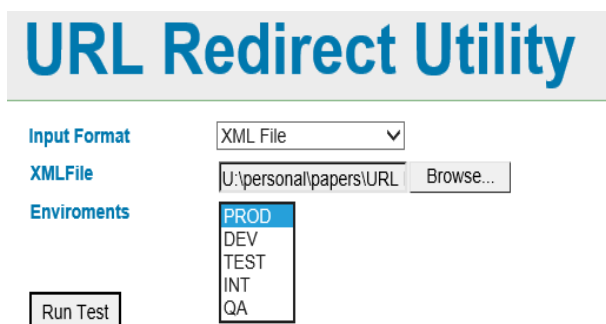 URL Redirect Utility
Input Format XML File
XMLFile U:\personal\papers\URL Browse...
Enviroments PROD
DEV
TEST
INT
QA
Run Test